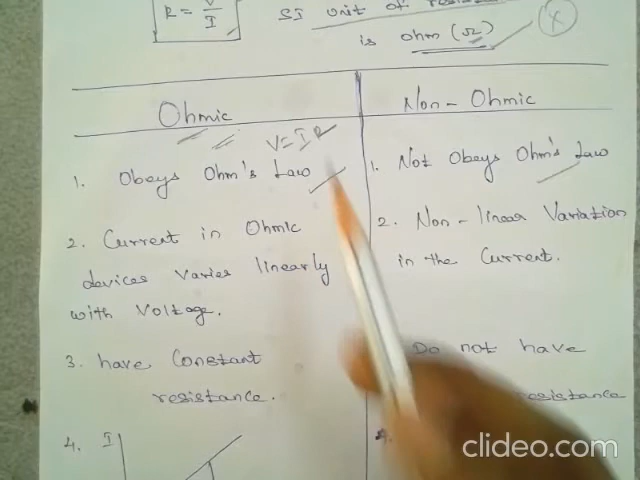 R = V/I SI Unit of
is ohm (Ω)
Ohmic
Non-Ohmic
V=IR
1. Obeys Ohm's Law
1. Not Obeys Ohm's Law
2. Current in Ohmic
devices varies linearly
with Voltage.
2. Non-linear Variation
in the Current.
3. have Constant
resistance.
Do not have
resistance
4. I
4.
clideo.com